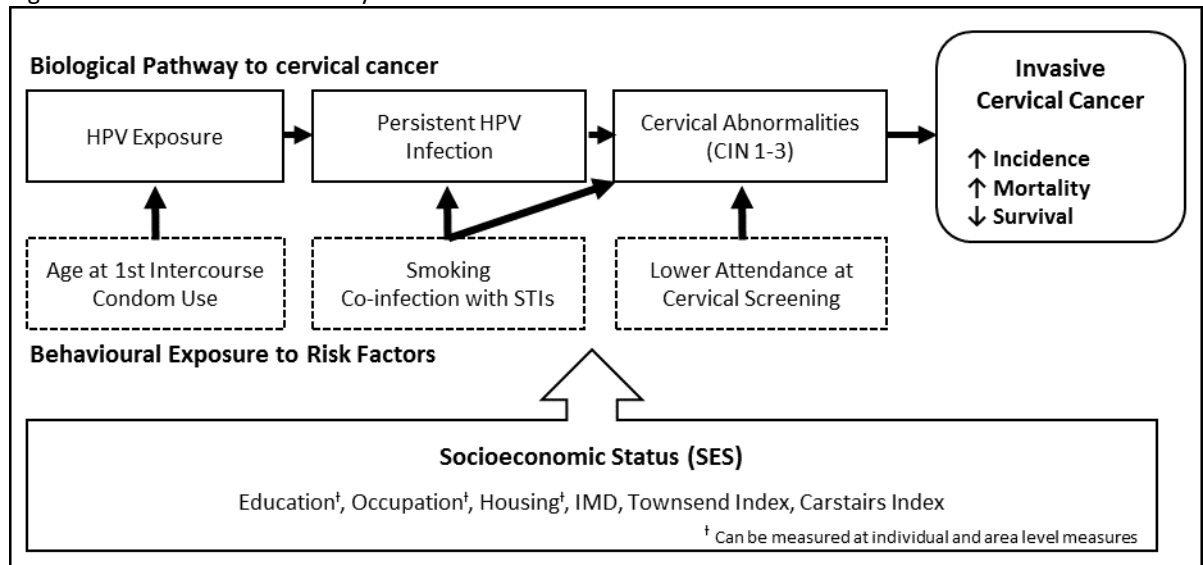 Biological Pathway to cervical cancer
HPV Exposure
Persistent HPV
Infection
Cervical Abnormalities
(CIN 1-3)
Invasive
Cervical Cancer
↑ Incidence
↑ Mortality
↓ Survival
Age at 1st Intercourse
Condom Use
Smoking
Co-infection with STIs
Lower Attendance at
Cervical Screening
Behavioural Exposure to Risk Factors
Socioeconomic Status (SES)
Education†, Occupation†, Housing†, IMD, Townsend Index, Carstairs Index
† Can be measured at individual and area level measures